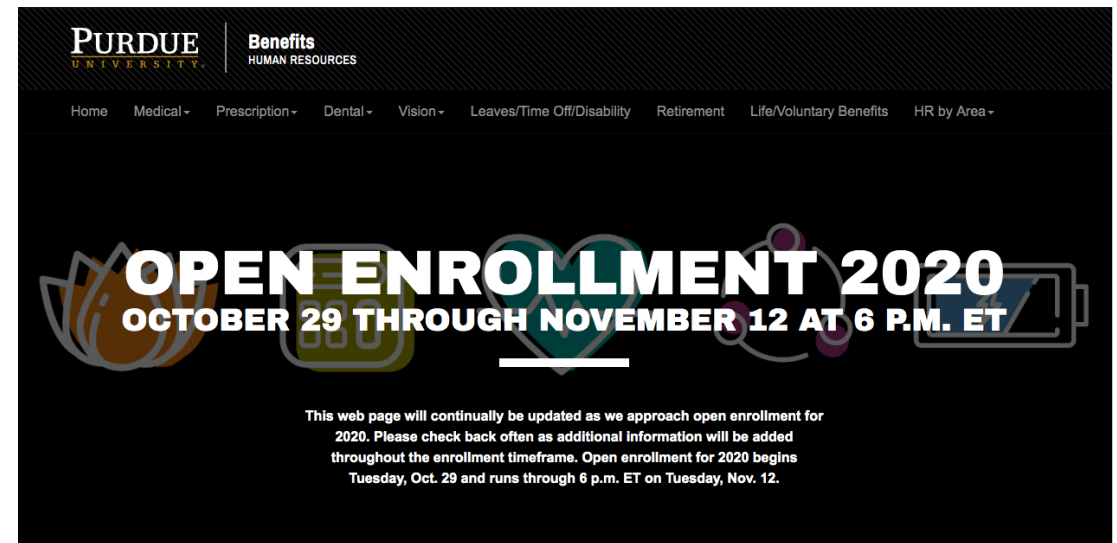 PURDUE
UNIVERSITY.
Benefits
HUMAN RESOURCES
Home Medical Prescription Dental Vision Leaves/Time Off/Disability Retirement Life/Voluntary Benefits HR by Area
OPEN ENROLLMENT 2020
OCTOBER 29 THROUGH NOVEMBER 12 AT 6 P.M. ET
This web page will continually be updated as we approach open enrollment for
2020. Please check back often as additional information will be added
throughout the enrollment timeframe. Open enrollment for 2020 begins
Tuesday, Oct. 29 and runs through 6 p.m. ET on Tuesday, Nov. 12.